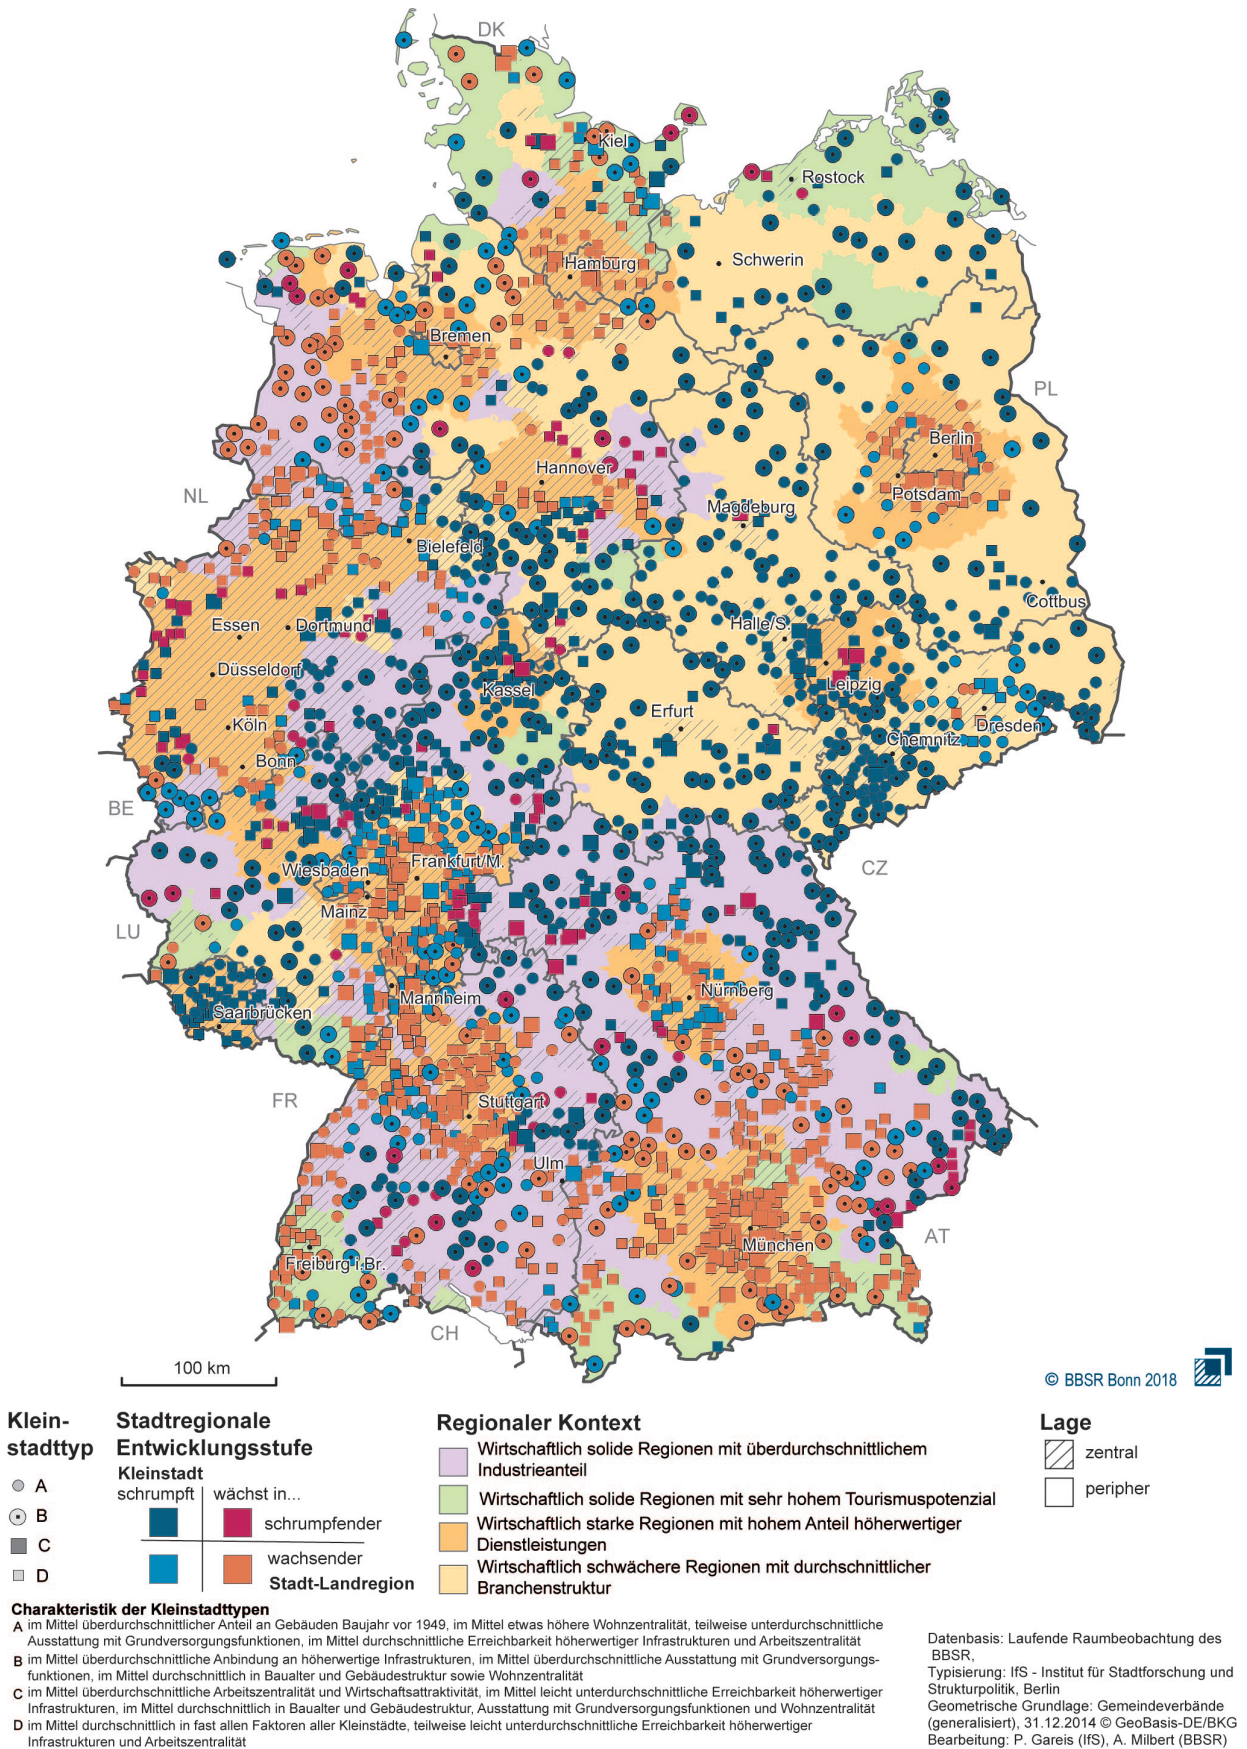 DK
Kiel
Rostock
Hamburg
Schwerin
Bremen
PL
Berlin
Hannover
Potsdam
NL
Magdeburg
Bielefeld
Cottbus
Essen
Dortmund
Halle/S.
Düsseldorf
Leipzig
Kassel
Erfurt
Köln
Dresden
Chemnitz
Bonn
BE
Frankfurt/M.
Wiesbaden
CZ
Mainz
LU
Nürnberg
Mannheim
Saarbrücken
FR
Stuttgart
Ulm
AT
München
Freiburg i.Br.
CH
100 km
© BBSR Bonn 2018
Klein-
stadttyp
A
B
C
D
Stadtregionale
Entwicklungsstufe
Kleinstadt
schrumpft
wächst in...
schrumpfender
wachsender
Stadt-Landregion
Regionaler Kontext
Wirtschaftlich solide Regionen mit überdurchschnittlichem
Industrieanteil
Wirtschaftlich solide Regionen mit sehr hohem Tourismuspotenzial
Wirtschaftlich starke Regionen mit hohem Anteil höherwertiger
Dienstleistungen
Wirtschaftlich schwächere Regionen mit durchschnittlicher
Branchenstruktur
Lage
zentral
peripher
Charakteristik der Kleinstadttypen
A im Mittel überdurchschnittlicher Anteil an Gebäuden Baujahr vor 1949, im Mittel etwas höhere Wohnzentralität, teilweise unterdurchschnittliche
Ausstattung mit Grundversorgungsfunktionen, im Mittel durchschnittliche Erreichbarkeit höherwertiger Infrastrukturen und Arbeitszentralität
B im Mittel überdurchschnittliche Anbindung an höherwertige Infrastrukturen, im Mittel überdurchschnittliche Ausstattung mit Grundversorgungs-
funktionen, im Mittel durchschnittlich in Baualter und Gebäudestruktur sowie Wohnzentralität
C im Mittel überdurchschnittliche Arbeitszentralität und Wirtschaftsattraktivität, im Mittel leicht unterdurchschnittliche Erreichbarkeit höherwertiger
Infrastrukturen, im Mittel durchschnittlich in Baualter und Gebäudestruktur, Ausstattung mit Grundversorgungsfunktionen und Wohnzentralität
D im Mittel durchschnittlich in fast allen Faktoren aller Kleinstädte, teilweise leicht unterdurchschnittliche Erreichbarkeit höherwertiger
Infrastrukturen und Arbeitszentralität
Datenbasis: Laufende Raumbeobachtung des
BBSR,
Typisierung: IfS - Institut für Stadtforschung und
Strukturpolitik, Berlin
Geometrische Grundlage: Gemeindeverbände
(generalisiert), 31.12.2014 © GeoBasis-DE/BKG
Bearbeitung: P. Gareis (IfS), A. Milbert (BBSR)